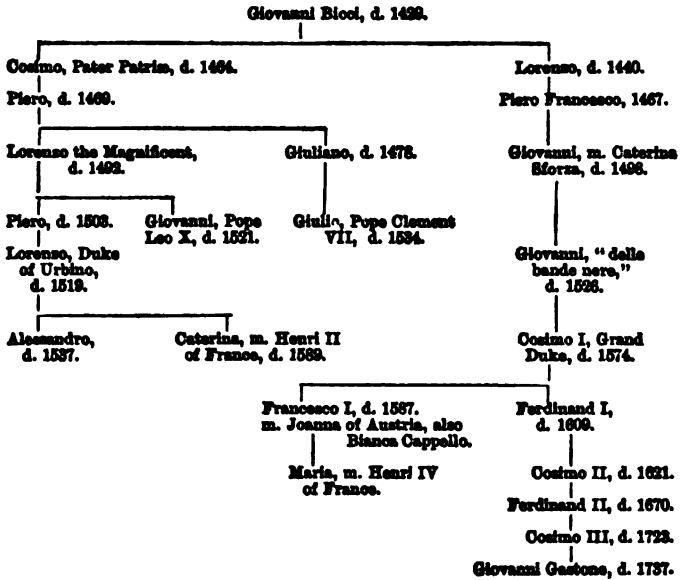 Giovanni Bicci, d. 1429.
Cosimo, Pater Patriæ, d. 1464.
Lorenzo, d. 1440.
Piero, d. 1469.
Piero Francesco, 1467.
Lorenzo the Magnificent,
d. 1492.
Giuliano, d. 1478.
Giovanni, m. Caterina
Sforza, d. 1498.
Piero, d. 1503.
Giovanni, Pope
Leo X, d. 1521.
Giulio, Pope Clement
VII, d. 1534.
Lorenzo, Duke
of Urbino,
d. 1519.
Giovanni, "delle
bande nere,"
d. 1526.
Alessandro,
d. 1537.
Caterina, m. Henri II
of France, d. 1589.
Cosimo I, Grand
Duke, d. 1574.
Francesco I, d. 1587.
m. Joanna of Austria, also
Bianca Cappello.
Ferdinand I,
d. 1609.
Maria, m. Henri IV
of France.
Cosimo II, d. 1621.
Ferdinand II, d. 1670.
Cosimo III, d. 1723.
Giovanni Gastone, d. 1737.